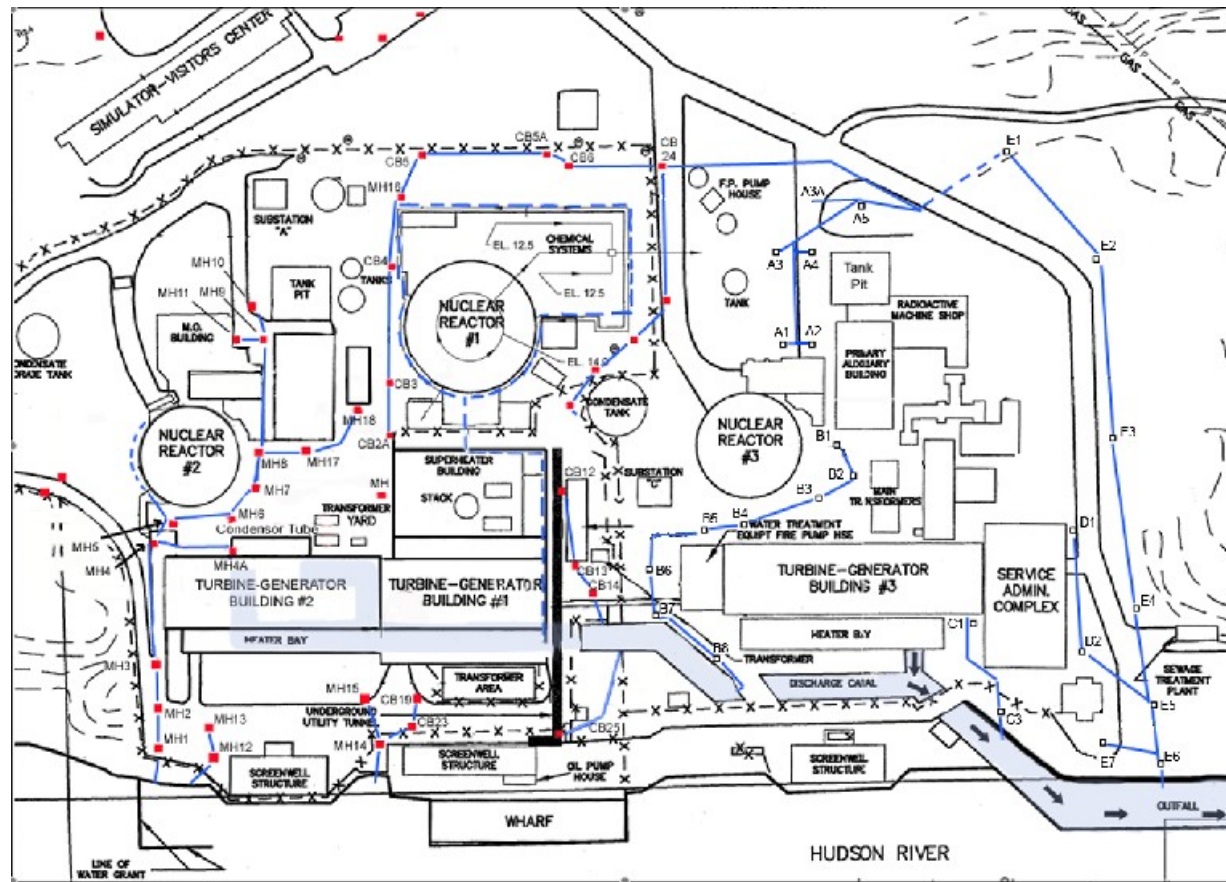 SIMULATOR-VISITORS CENTER
GAS
GAS
GAS
CB5A
CB5
CB6
CB
24
E1
MH16
F.P. PUMP
HOUSE
A3A
A5
SUBSTATION
"A"
EL. 12.5
CHEMICAL
SYSTEMS
E2
MH10
CB4
TANKS
A3
A4
Tank
Pit
MH11
MH9
TANK
PIT
EL. 12.5
TANK
NUCLEAR
REACTOR
#1
RADIOACTIVE
MACHINE SHOP
M.O.
BUILDING
A1
A2
EL. 14.0
PRIMARY
AUXILIARY
BUILDING
CB3
CONDENSATE
TANK
MH18
NUCLEAR
REACTOR
#2
NUCLEAR
REACTOR
#3
CB2A
B1
E3
MH8
MH17
SUPERHEATER
BUILDING
CB12
SUBSTATION
D2
MH7
MH
STACK
B3
MAIN
TRANSFORMERS
TRANSFORMER
YARD
MH6
Condensor Tube
B5
B4
WATER TREATMENT
EQUIPT FIRE PUMP HSE
D1
MH5
MH4
MH4A
CB13
B6
TURBINE-GENERATOR
BUILDING #2
TURBINE-GENERATOR
BUILDING #1
CB14
TURBINE-GENERATOR
BUILDING #3
SERVICE
ADMIN.
COMPLEX
B7
E4
HEATER BAY
HEATER BAY
C1
MH3
B8
TRANSFORMER
D2
SEWAGE
TREATMENT
PLANT
TRANSFORMER
AREA
DISCHARGE CANAL
MH15
CB19
MH2
UNDERGROUND
UTILITY TUNNEL
C3
E5
MH13
CB23
CB25
MH1
MH12
MH14
E7
E6
SCREENWELL
STRUCTURE
SCREENWELL
STRUCTURE
OIL PUMP
HOUSE
SCREENWELL
STRUCTURE
OUTFALL
WHARF
HUDSON RIVER
LINE OF
WATER GRANT